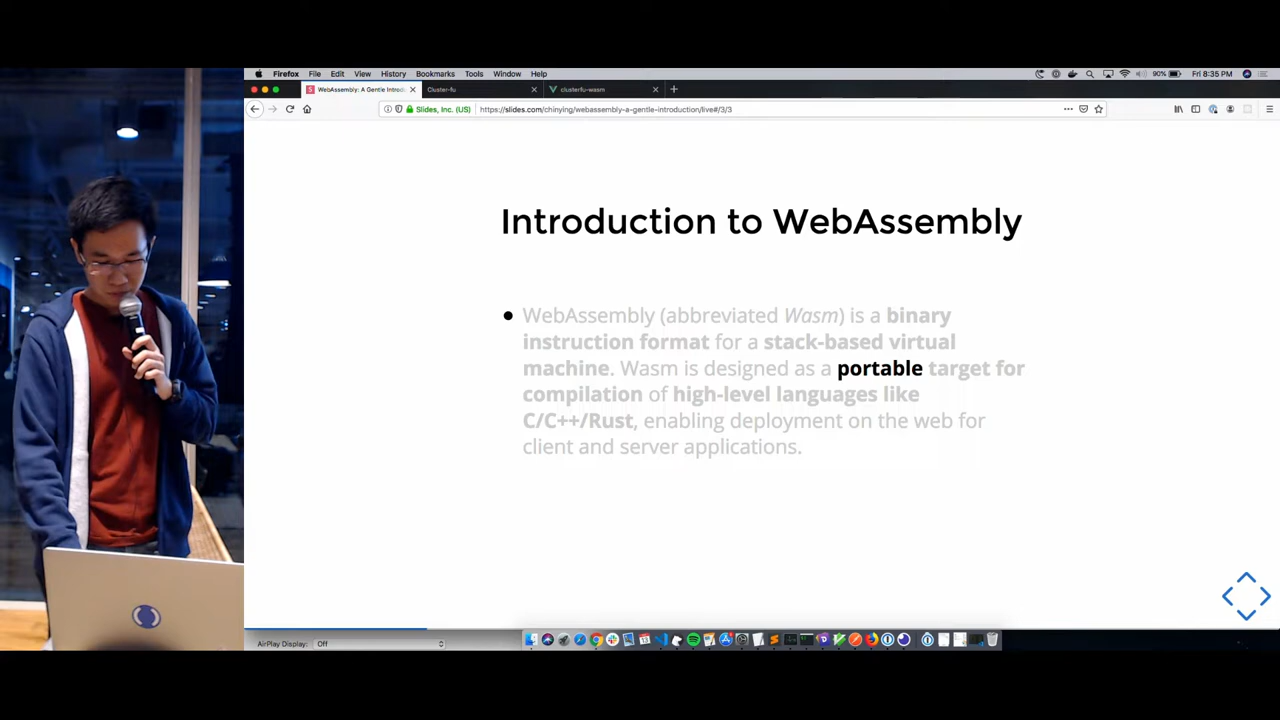 Firefox File Edit View History Bookmarks Tools Window Help 90% Fri 8:35 PM
WebAssembly: A Gentle Introd Cluster-fu clusterfu-wasm
Slides, Inc. (US) https://slides.com/chinying/webassembly-a-gentle-introduction/live#/3/3
Introduction to WebAssembly
WebAssembly (abbreviated Wasm) is a binary
instruction format for a stack-based virtual
machine. Wasm is designed as a portable target for
compilation of high-level languages like
C/C++/Rust, enabling deployment on the web for
client and server applications.
AirPlay Display: Off